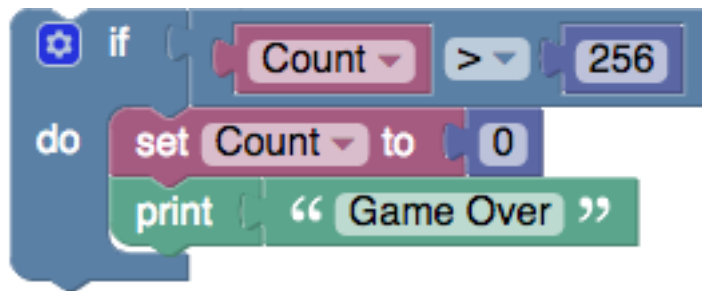 if Count > 256
do set Count to 0
print “ Game Over ”